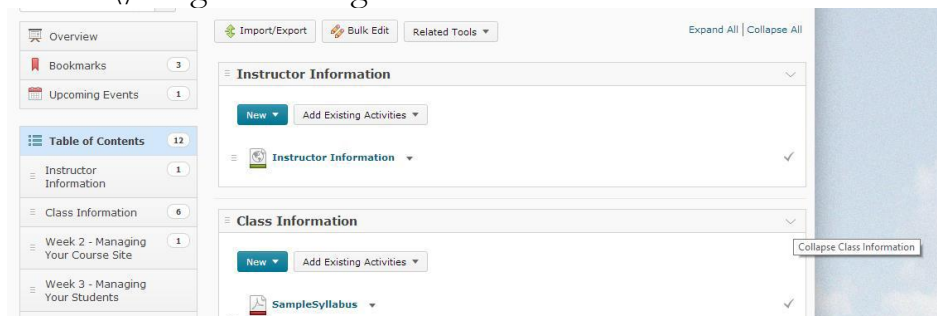 Overview
Bookmarks 3
Upcoming Events 1
Table of Contents 12
Instructor
Information 1
Class Information 6
Week 2 - Managing
Your Course Site 1
Week 3 - Managing
Your Students
Import/Export Bulk Edit Related Tools Expand All | Collapse All
Instructor Information
New Add Existing Activities
Instructor Information
Class Information
Collapse Class Information
New Add Existing Activities
SampleSyllabus